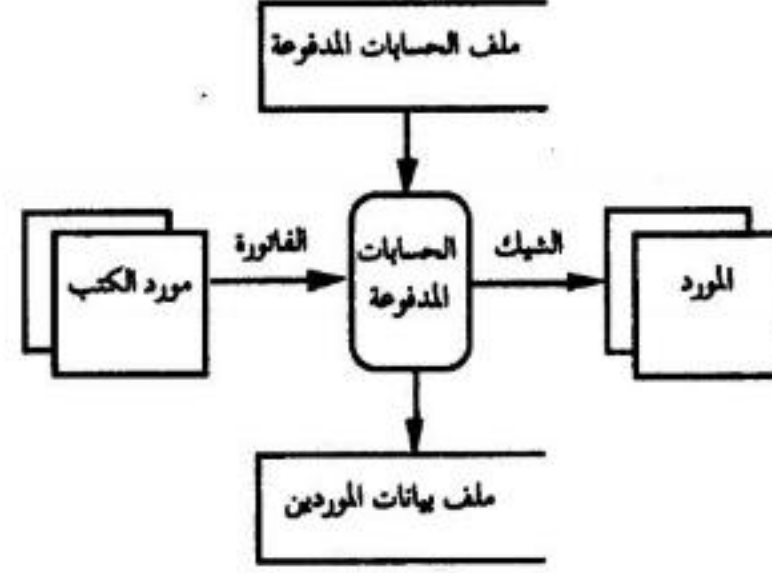 ملف الحسابات المدفوعة
مورد الكتب
الفاتورة
الحسابات
المدفوعة
الشيك
المورد
ملف بيانات الموردين